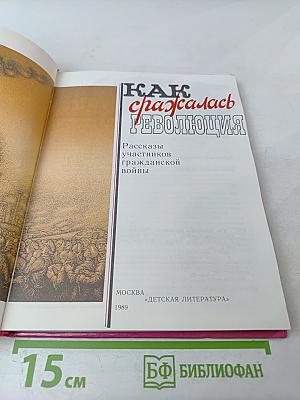 КАК
сражалась
РЕВОЛЮЦИЯ
Рассказы
участников
гражданской
войны
МОСКВА
«ДЕТСКАЯ ЛИТЕРАТУРА»
1989
15 см
БФ БИБЛИОФАН